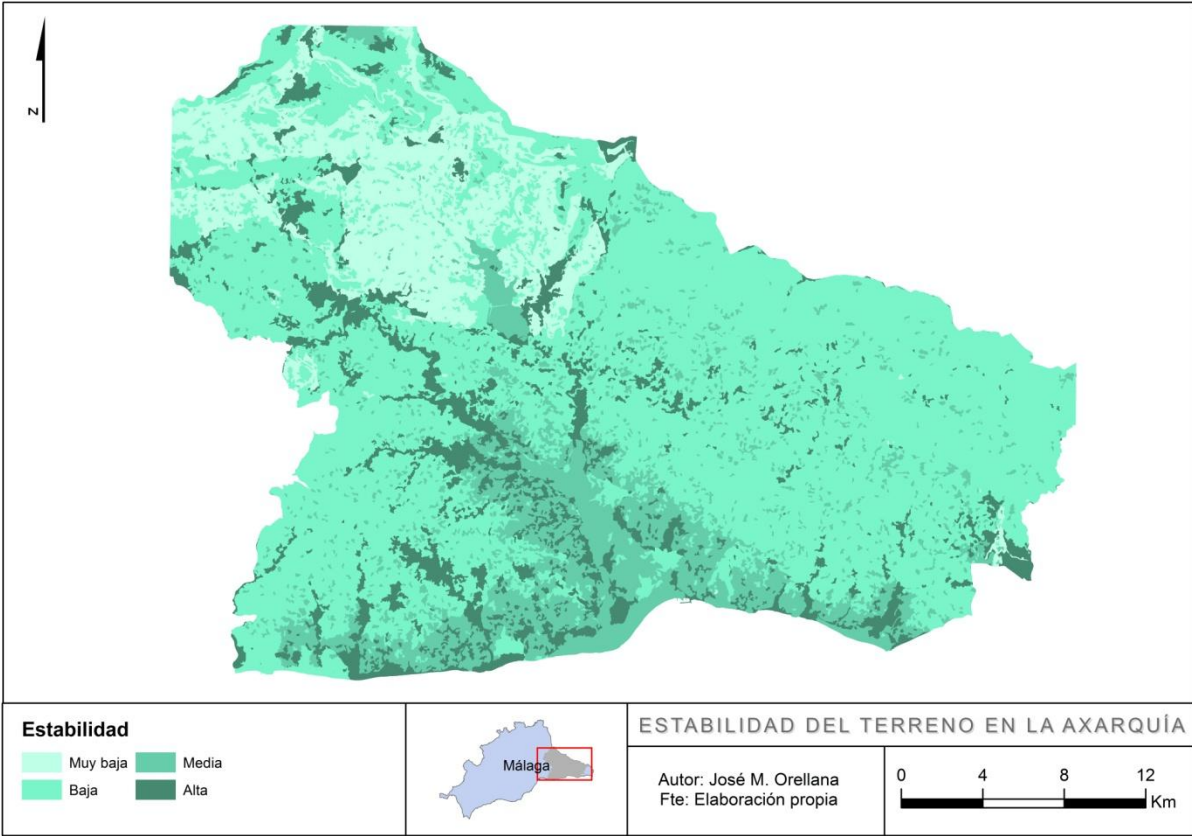 N
Estabilidad
Muy baja
Media
Baja
Alta
Málaga
ESTABILIDAD DEL TERRENO EN LA AXARQUÍA
Autor: José M. Orellana
Fte: Elaboración propia
0 4 8 12
Km